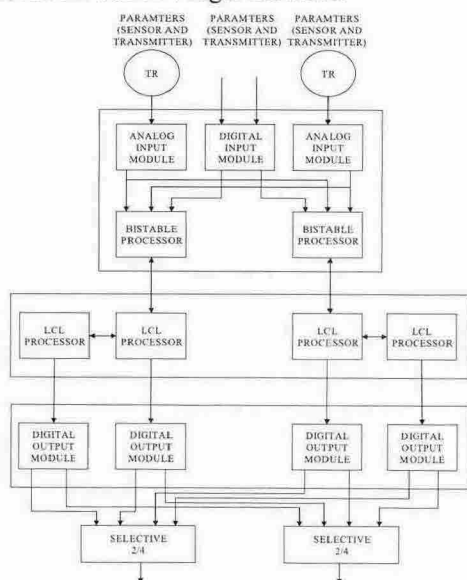 PARAMTERS
(SENSOR AND
TRANSMITTER)
PARAMTERS
(SENSOR AND
TRANSMITTER)
PARAMTERS
(SENSOR AND
TRANSMITTER)
TR
TR
ANALOG
INPUT
MODULE
DIGITAL
INPUT
MODULE
ANALOG
INPUT
MODULE
BISTABLE
PROCESSOR
BISTABLE
PROCESSOR
LCL
PROCESSOR
LCL
PROCESSOR
LCL
PROCESSOR
LCL
PROCESSOR
DIGITAL
OUTPUT
MODULE
DIGITAL
OUTPUT
MODULE
DIGITAL
OUTPUT
MODULE
DIGITAL
OUTPUT
MODULE
SELECTIVE
2/4
SELECTIVE
2/4